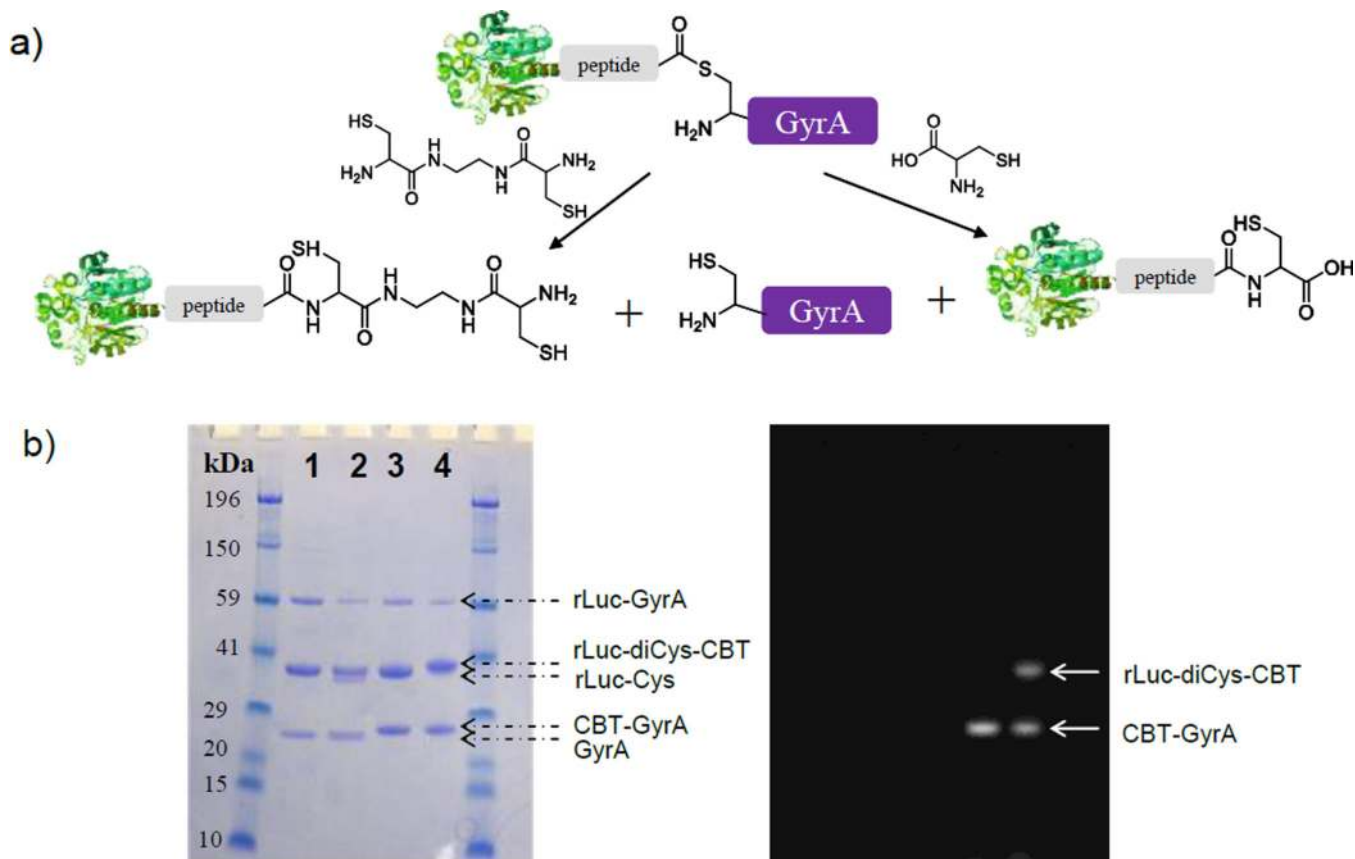 a)
peptide
O
S
H₂N
GyrA
HS
H₂N
O
H
N
N
H
O
NH₂
SH
O
HO
SH
NH₂
peptide
O
SH
N
H
O
H
N
N
H
O
NH₂
SH
+
HS
H₂N
GyrA
+
peptide
O
HS
N
H
OH
O
b)
kDa 1 2 3 4
196
150
59
41
29
20
15
10
rLuc-GyrA
rLuc-diCys-CBT
rLuc-Cys
CBT-GyrA
GyrA
rLuc-diCys-CBT
CBT-GyrA